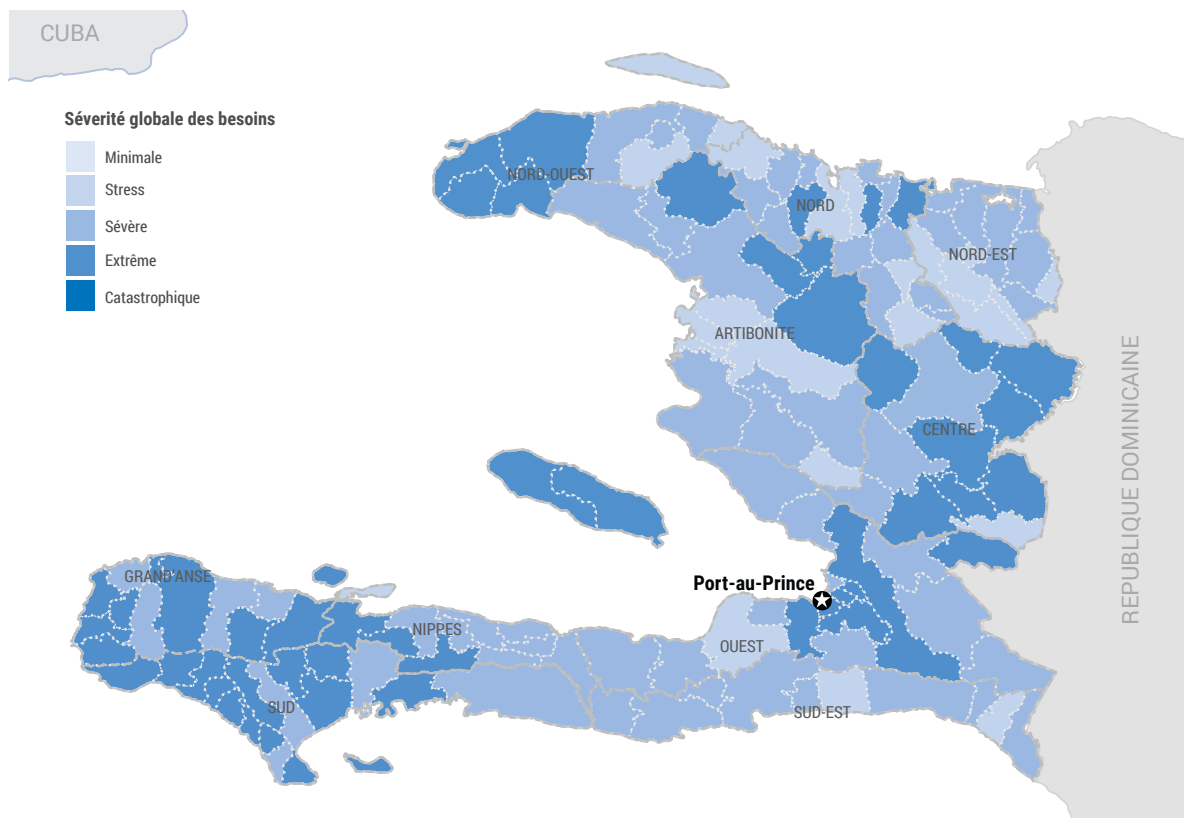 CUBA
Séverité globale des besoins
Minimale
Stress
Sévère
Extrême
Catastrophique
NORD-OUEST
NORD
NORD-EST
ARTIBONITE
CENTRE
REPUBLIQUE DOMINICAINE
GRAND'ANSE
Port-au-Prince
NIPPES
OUEST
SUD
SUD-EST